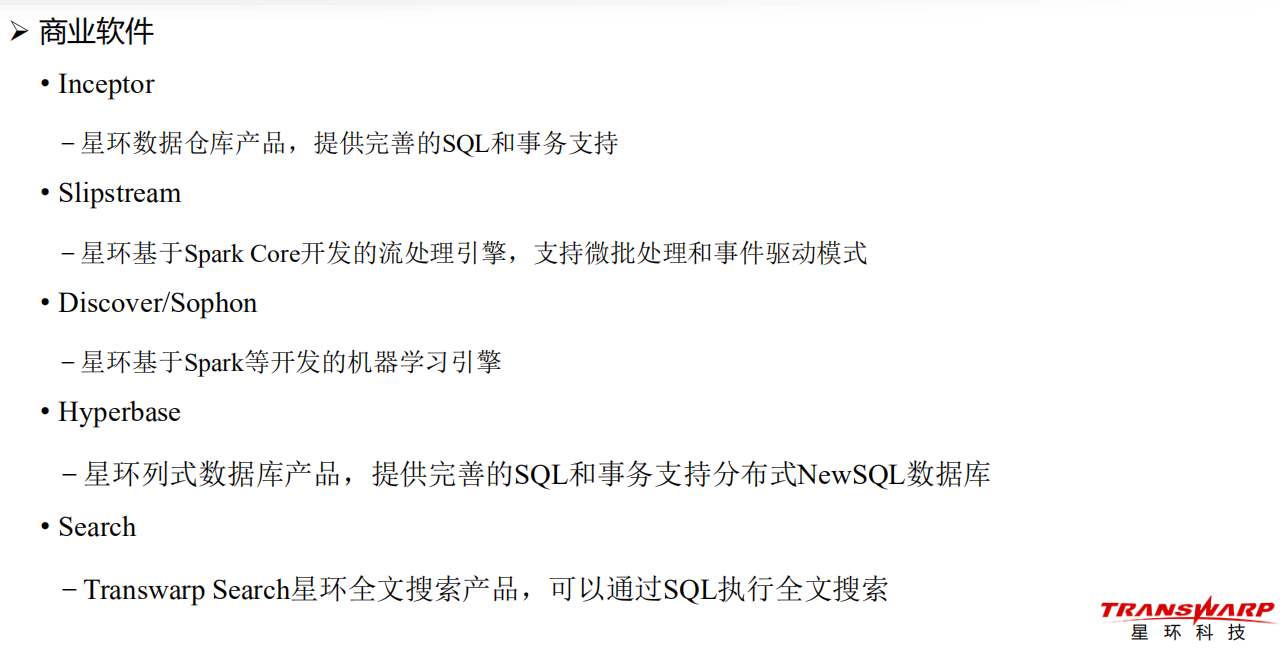 ➢ 商业软件
• Inceptor
– 星环数据仓库产品，提供完善的SQL和事务支持
• Slipstream
– 星环基于Spark Core开发的流处理引擎，支持微批处理和事件驱动模式
• Discover/Sophon
– 星环基于Spark等开发的机器学习引擎
• Hyperbase
– 星环列式数据库产品，提供完善的SQL和事务支持分布式NewSQL数据库
• Search
– Transwarp Search星环全文搜索产品，可以通过SQL执行全文搜索
TRANSWARP
星环科技